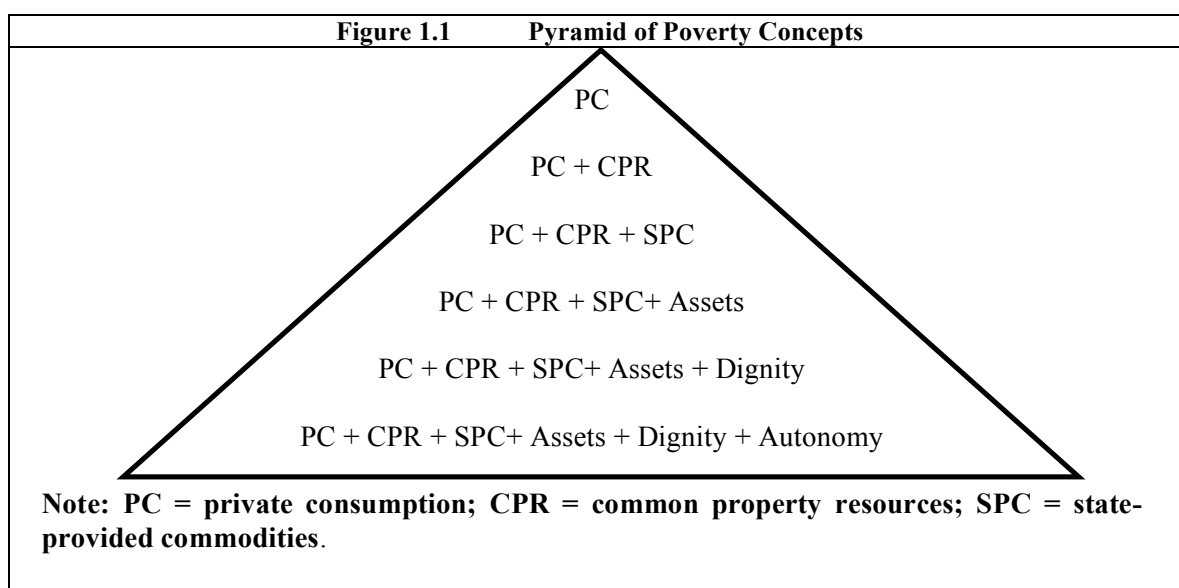 Figure 1.1 Pyramid of Poverty Concepts
PC
PC + CPR
PC + CPR + SPC
PC + CPR + SPC+ Assets
PC + CPR + SPC+ Assets + Dignity
PC + CPR + SPC+ Assets + Dignity + Autonomy
Note: PC = private consumption; CPR = common property resources; SPC = state-
provided commodities.